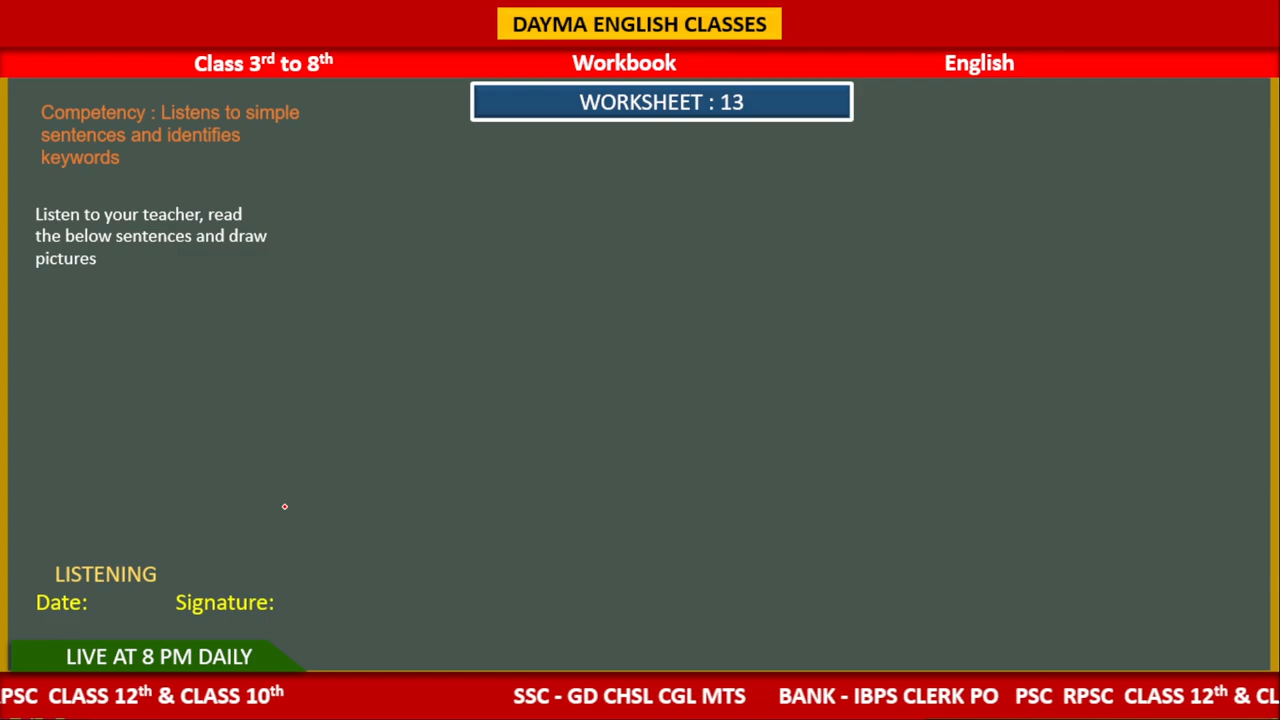 DAYMA ENGLISH CLASSES
Class 3rd to 8th Workbook English
WORKSHEET : 13
Competency : Listens to simple
sentences and identifies
keywords
Listen to your teacher, read
the below sentences and draw
pictures
LISTENING
Date: Signature:
LIVE AT 8 PM DAILY
PSC CLASS 12th & CLASS 10th SSC - GD CHSL CGL MTS BANK - IBPS CLERK PO PSC RPSC CLASS 12th & CL